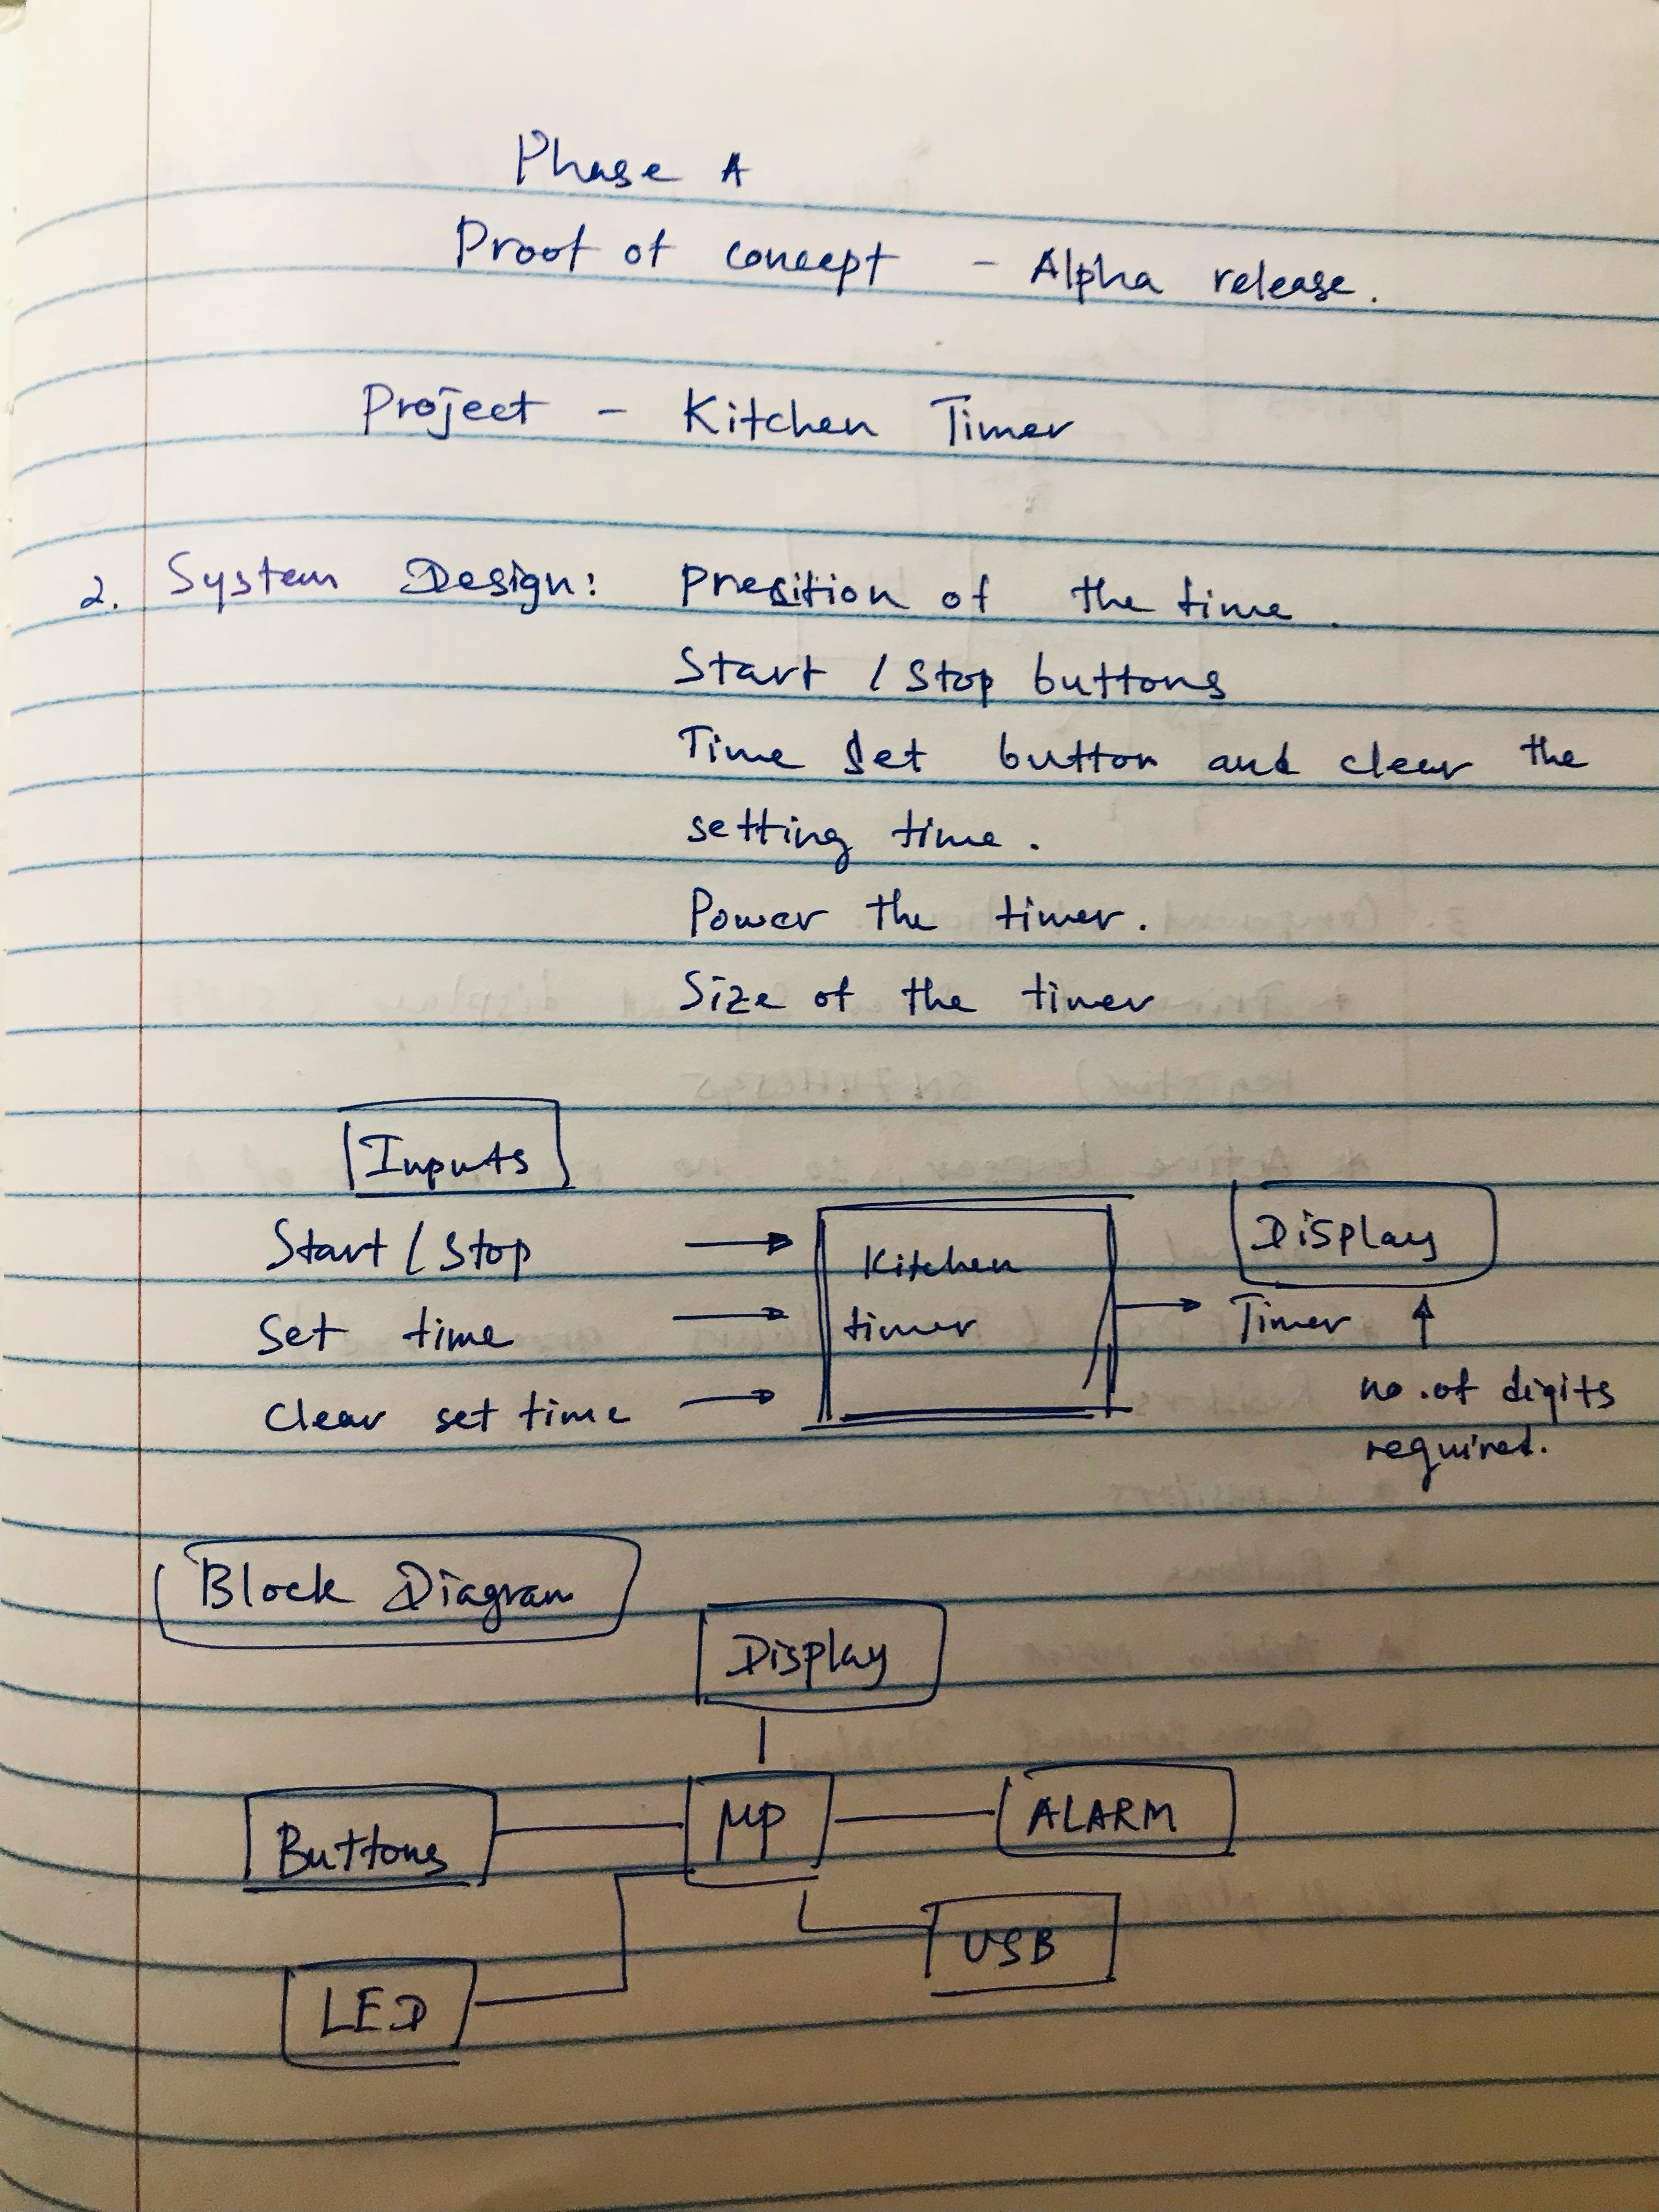 Phase A
Proof of concept - Alpha release.
Project - Kitchen Timer
2. System Design: Presition of the time.
Start / Stop buttons
Time Set button and clear the
setting time.
Power the timer.
Size of the timer
Inputs
Start / Stop
Set time
Clear set time
Kitchen
timer
Display
Timer
no. of digits
required.
Block Diagram
Display
Buttons
μP
ALARM
USB
LED